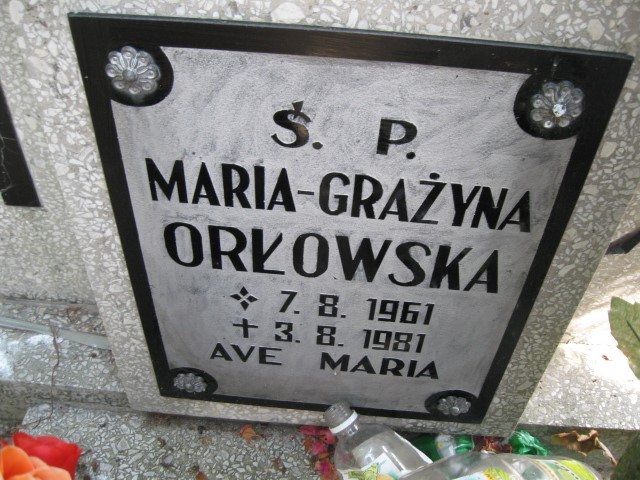 Ś. P.
MARIA-GRAŻYNA
ORŁOWSKA
7. 8. 1961
+ 3. 8. 1981
AVE MARIA